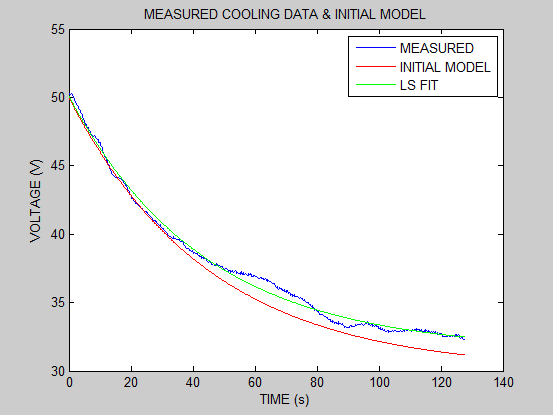 MEASURED COOLING DATA & INITIAL MODEL
55
50
45
40
35
30
VOLTAGE (V)
MEASURED
INITIAL MODEL
LS FIT
0 20 40 60 80 100 120 140
TIME (s)